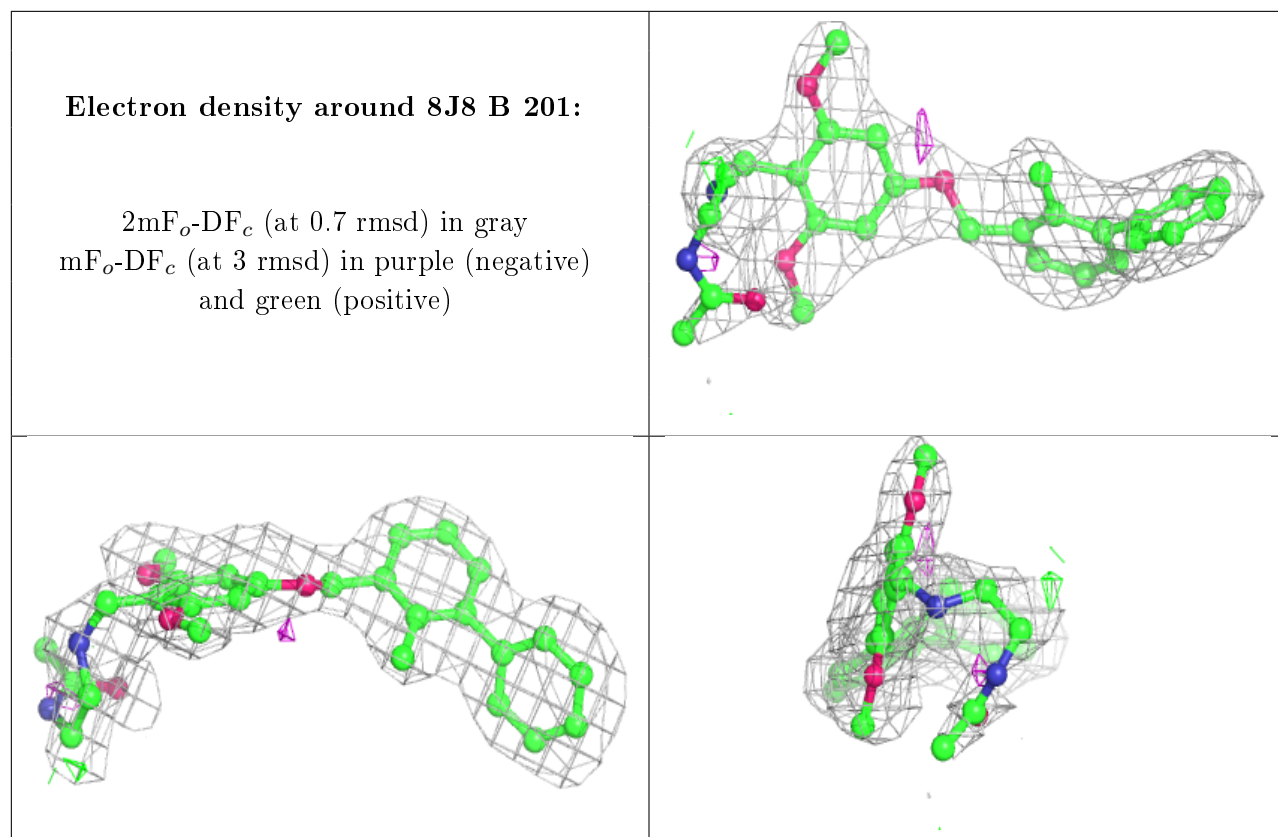 Electron density around 8J8 B 201:
2mFo-DFc (at 0.7 rmsd) in gray
mFo-DFc (at 3 rmsd) in purple (negative)
and green (positive)